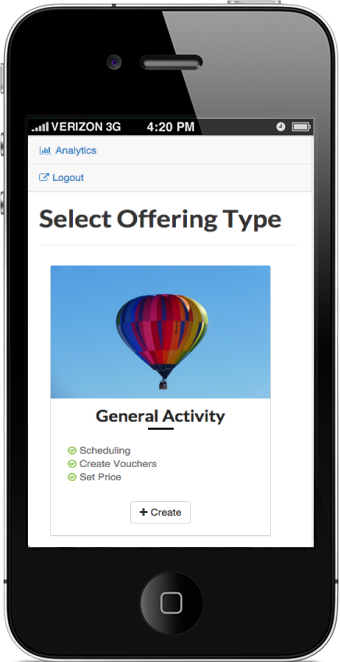 VERIZON 3G 4:20 PM
Analytics
Logout
Select Offering Type
General Activity
Scheduling
Create Vouchers
Set Price
+ Create